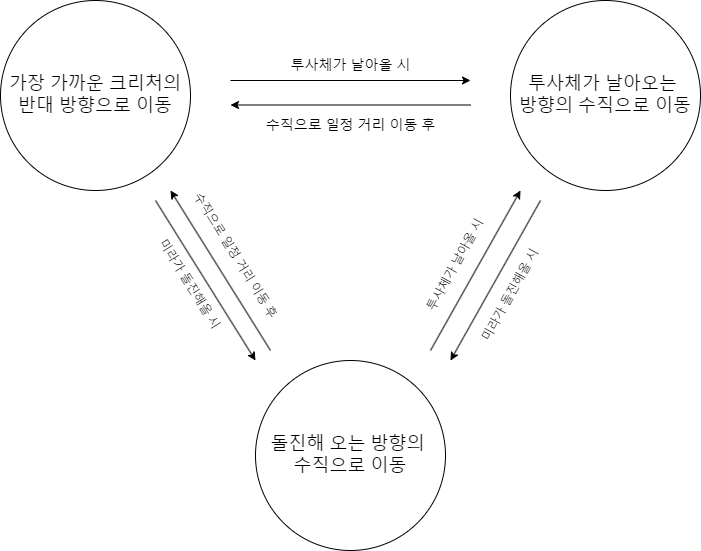 가장 가까운 크리처의
반대 방향으로 이동
투사체가 날아올 시
수직으로 일정 거리 이동 후
투사체가 날아오는
방향의 수직으로 이동
미라가 돌진해올 시
수직으로 일정 거리 이동 후
투사체가 날아올 시
미라가 돌진해올 시
돌진해 오는 방향의
수직으로 이동